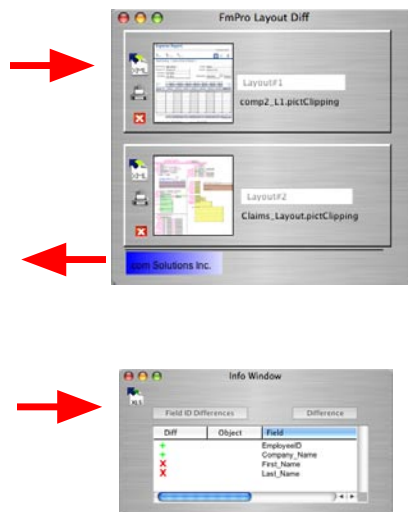 FmPro Layout Diff
Layout#1
comp2_L1.pictClipping
Layout#2
Claims_Layout.pictClipping
.com Solutions Inc.
Info Window
XLS
Field ID Differences
Difference
Diff
Object
Field
EmployeeID
Company_Name
First_Name
Last_Name